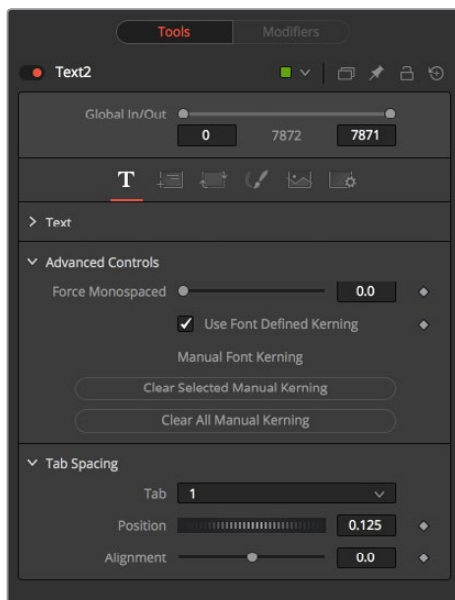 Tools Modifiers
Text2
Global In/Out
0 7872 7871
T
Text
Advanced Controls
Force Monospaced 0.0
Use Font Defined Kerning
Manual Font Kerning
Clear Selected Manual Kerning
Clear All Manual Kerning
Tab Spacing
Tab 1
Position 0.125
Alignment 0.0